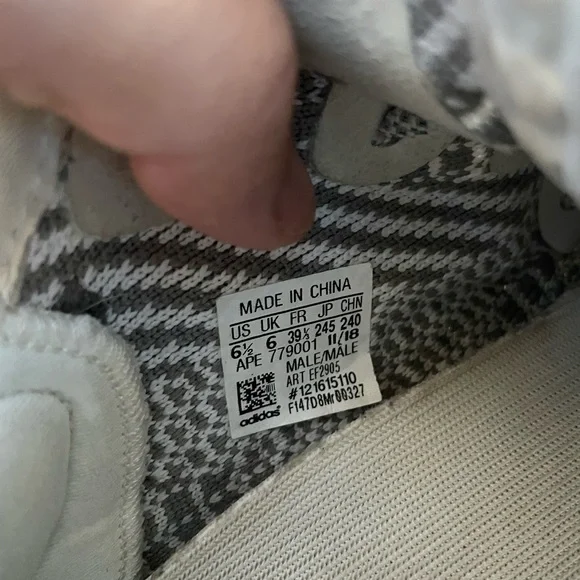 MADE IN CHINA
US UK FR JP CHN
6½ 6 39⅓ 245 240
APE 779001 11/18
MALE/MALE
ART EF2905
#121615110
F147D8Mr00327
adidas